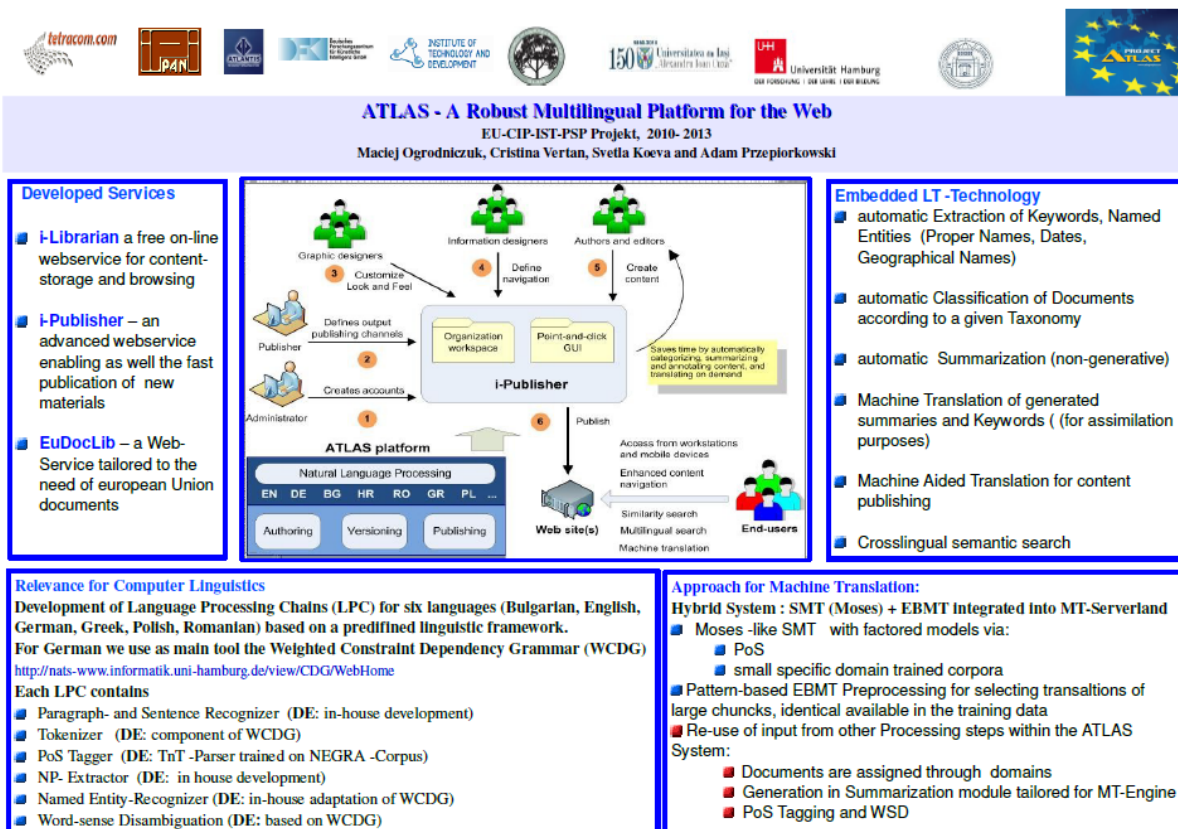 tetracom.com
IPAN
ATLANTIS
DFKI
Deutsches
Forschungszentrum
für Künstliche
Intelligenz GmbH
INSTITUTE OF
TECHNOLOGY AND
DEVELOPMENT
150
Universitatea din Iaşi
"Alexandru Ioan Cuza"
UHH
Universität Hamburg
DER FORSCHUNG | DER LEHRE | DER BILDUNG
PROJECT
ATLAS
ATLAS - A Robust Multilingual Platform for the Web
EU-CIP-IST-PSP Projekt, 2010- 2013
Maciej Ogrodniczuk, Cristina Vertan, Svetla Koeva and Adam Przepiorkowski
Developed Services
i-Librarian a free on-line
webservice for content-
storage and browsing
i-Publisher – an
advanced webservice
enabling as well the fast
publication of new
materials
EuDocLib – a Web-
Service tailored to the
need of european Union
documents
Graphic designers
Information designers
Authors and editors
3
Customize
Look and Feel
4
Define
navigation
5
Create
content
Publisher
Defines output
publishing channels
2
Organization
workspace
Point-and-click
GUI
i-Publisher
Saves time by automatically
categorizing, summarizing
and annotating content, and
translating on demand
Administrator
Creates accounts
1
6
Publish
ATLAS platform
Natural Language Processing
EN DE BG HR RO GR PL ...
Authoring
Versioning
Publishing
Web site(s)
Access from workstations
and mobile devices
Enhanced content
navigation
Similarity search
Multilingual search
Machine translation
End-users
Embedded LT -Technology
automatic Extraction of Keywords, Named
Entities (Proper Names, Dates,
Geographical Names)
automatic Classification of Documents
according to a given Taxonomy
automatic Summarization (non-generative)
Machine Translation of generated
summaries and Keywords ( (for assimilation
purposes)
Machine Aided Translation for content
publishing
Crosslingual semantic search
Relevance for Computer Linguistics
Development of Language Processing Chains (LPC) for six languages (Bulgarian, English,
German, Greek, Polish, Romanian) based on a predifined linguistic framework.
For German we use as main tool the Weighted Constraint Dependency Grammar (WCDG)
http://nats-www.informatik.uni-hamburg.de/view/CDG/WebHome
Each LPC contains
Paragraph- and Sentence Recognizer (DE: in-house development)
Tokenizer (DE: component of WCDG)
PoS Tagger (DE: TnT -Parser trained on NEGRA -Corpus)
NP- Extractor (DE: in house development)
Named Entity-Recognizer (DE: in-house adaptation of WCDG)
Word-sense Disambiguation (DE: based on WCDG)
Approach for Machine Translation:
Hybrid System : SMT (Moses) + EBMT integrated into MT-Serverland
Moses -like SMT with factored models via:
PoS
small specific domain trained corpora
Pattern-based EBMT Preprocessing for selecting transaltions of
large chuncks, identical available in the training data
Re-use of input from other Processing steps within the ATLAS
System:
Documents are assigned through domains
Generation in Summarization module tailored for MT-Engine
PoS Tagging and WSD